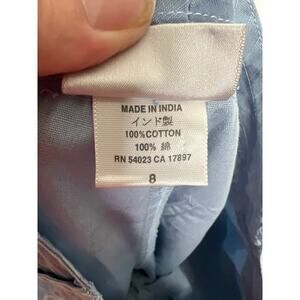 MADE IN INDIA
インド製
100%COTTON
100% 綿
RN 54023 CA 17897
8